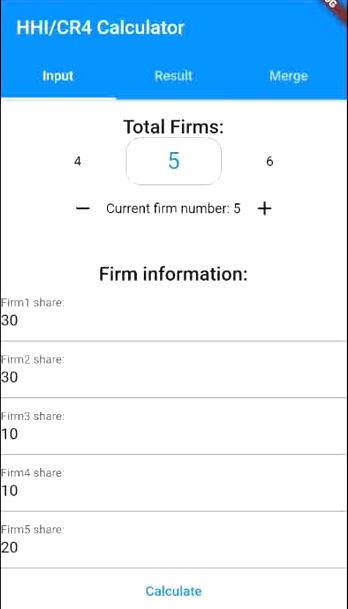 HHI/CR4 Calculator
Input Result Merge
Total Firms:
4 5 6
− Current firm number: 5 +
Firm information:
Firm1 share:
30
Firm2 share:
30
Firm3 share:
10
Firm4 share:
10
Firm5 share:
20
Calculate